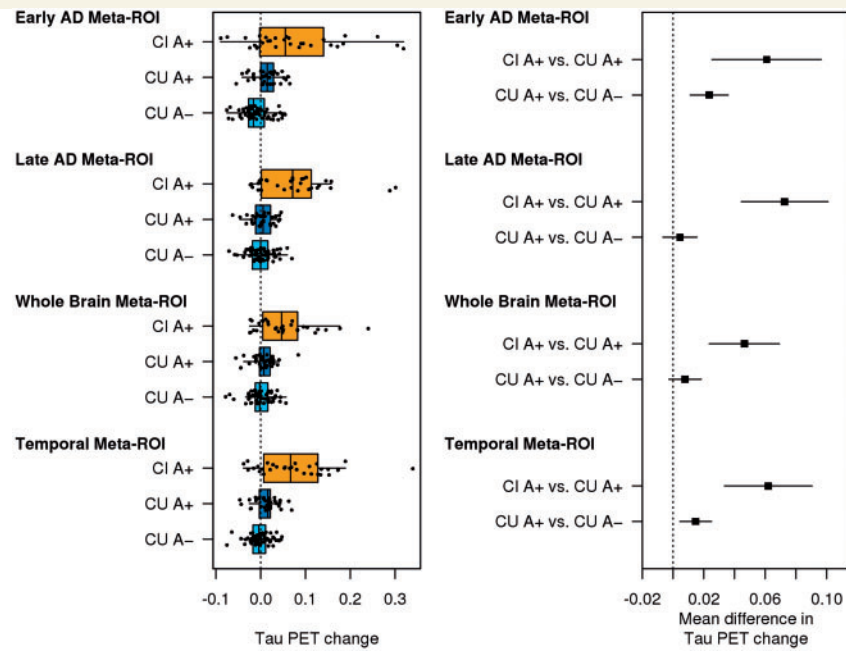 Early AD Meta-ROI
CI A+
CU A+
CU A−
Late AD Meta-ROI
CI A+
CU A+
CU A−
Whole Brain Meta-ROI
CI A+
CU A+
CU A−
Temporal Meta-ROI
CI A+
CU A+
CU A−
-0.1 0.0 0.1 0.2 0.3
Tau PET change
Early AD Meta-ROI
CI A+ vs. CU A+
CU A+ vs. CU A−
Late AD Meta-ROI
CI A+ vs. CU A+
CU A+ vs. CU A−
Whole Brain Meta-ROI
CI A+ vs. CU A+
CU A+ vs. CU A−
Temporal Meta-ROI
CI A+ vs. CU A+
CU A+ vs. CU A−
-0.02 0.02 0.06 0.10
Mean difference in
Tau PET change